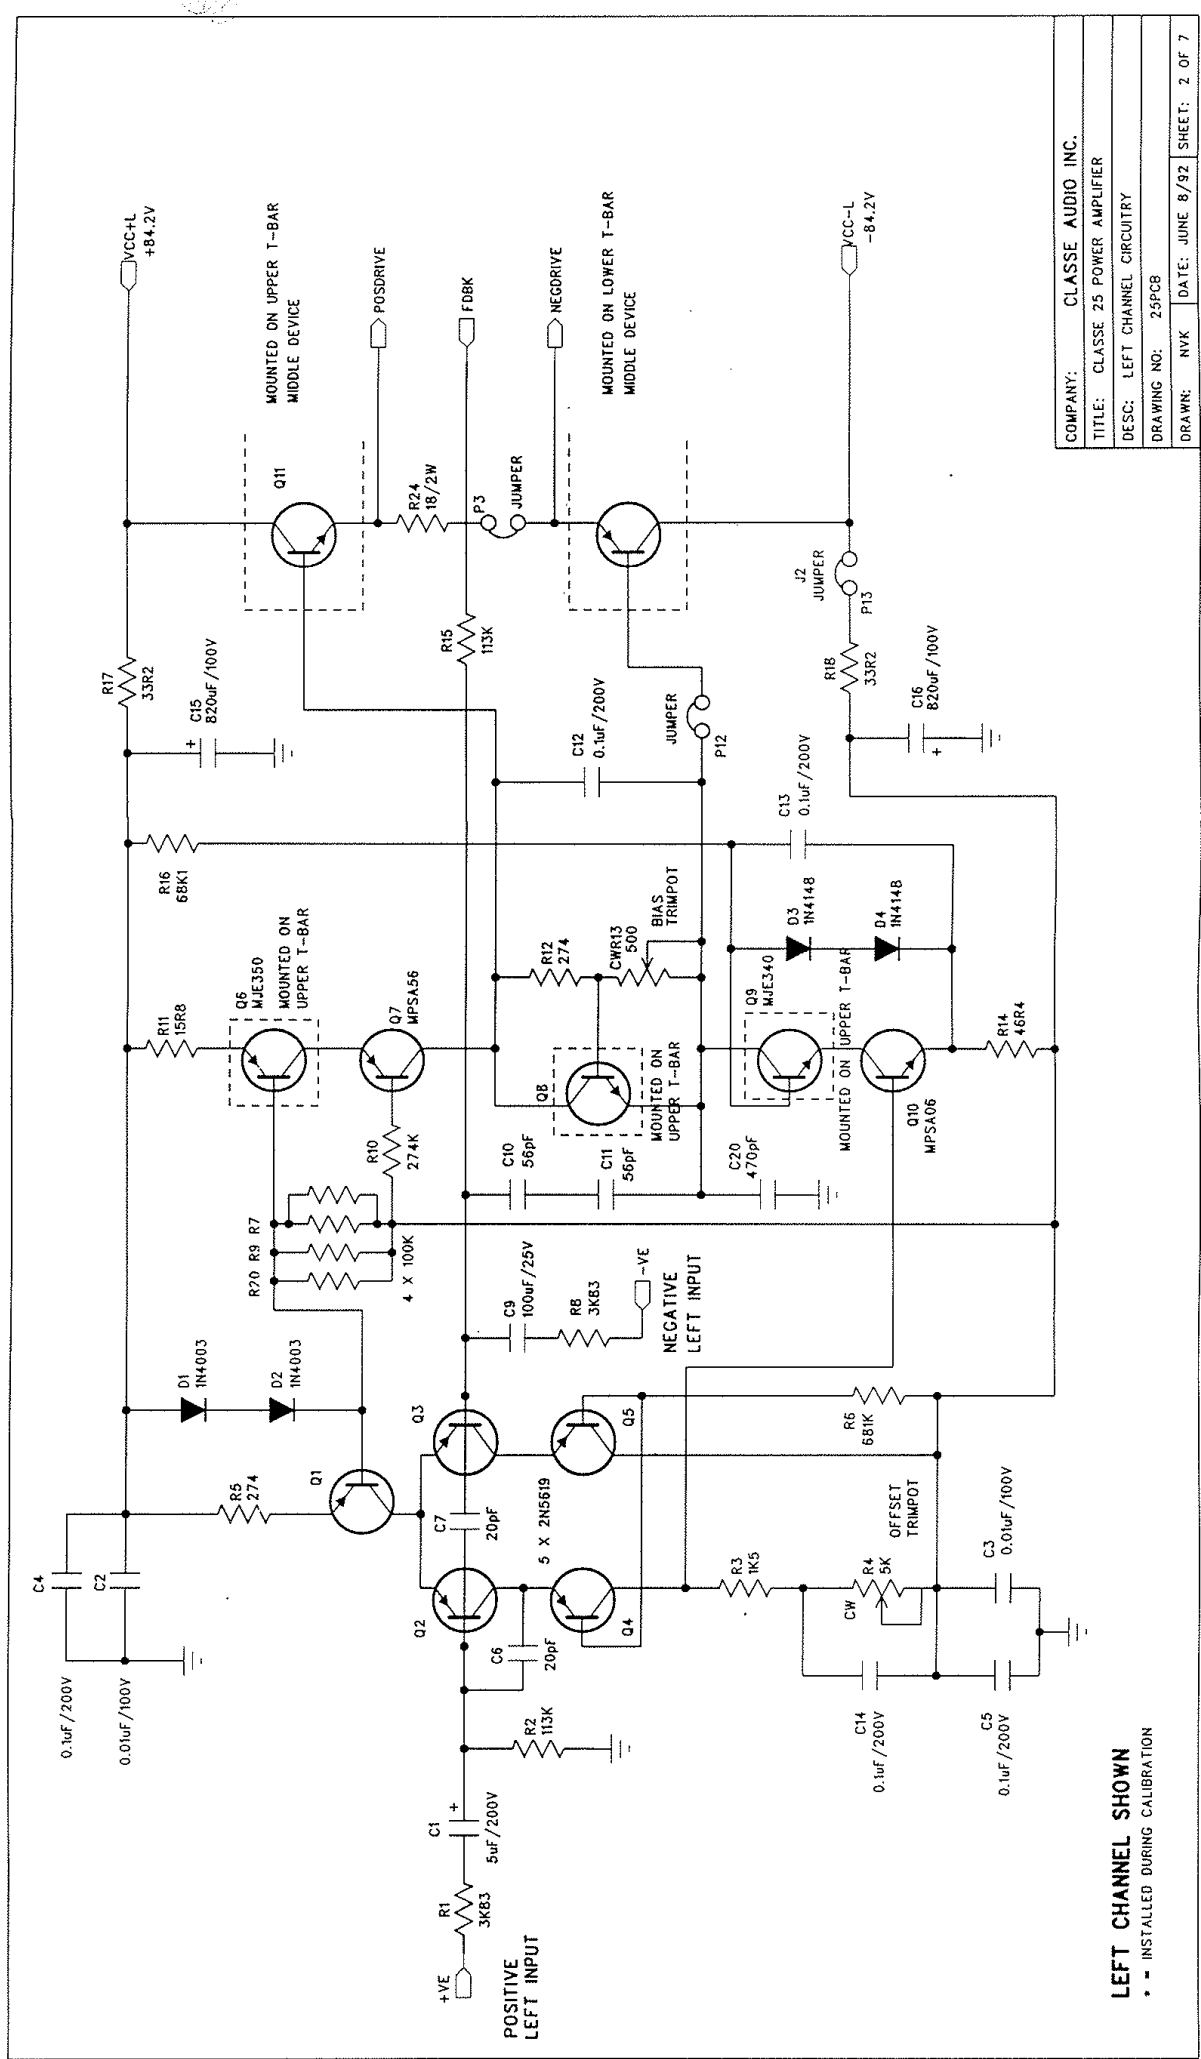 VCC+L
+84.2V
MOUNTED ON UPPER T-BAR
MIDDLE DEVICE
POSDRIVE
FDBK
NEGDRIVE
MOUNTED ON LOWER T-BAR
MIDDLE DEVICE
VCC-L
-84.2V
Q11
R24
18/2W
P3
JUMPER
J2
JUMPER
P13
R17
33R2
C15
820uF/100V
+
R15
113K
C12
0.1uF/200V
JUMPER
P12
R18
33R2
C16
820uF/100V
+
R16
68K1
C13
0.1uF/200V
R11
15R8
Q6
MJE350
MOUNTED ON
UPPER T-BAR
Q7
MPSA56
R12
274
CWR13
500
BIAS
TRIMPOT
Q8
MOUNTED ON
UPPER T-BAR
Q9
MJE340
MOUNTED ON UPPER T-BAR
D3
1N4148
D4
1N4148
R14
46R4
Q10
MPSA06
R10
274K
R20 R9 R7
4 X 100K
C10
56pF
C11
56pF
C20
470pF
C9
100uF/25V
R8
3K83
-VE
NEGATIVE
LEFT INPUT
D1
1N4003
D2
1N4003
Q1
R5
274
Q3
Q5
C7
20pF
5 X 2N5619
R6
681K
OFFSET
TRIMPOT
C4
C2
0.1uF/200V
0.01uF/100V
Q2
C6
20pF
Q4
R3
1K5
R4
5K
CW
C3
0.01uF/100V
C14
0.1uF/200V
C5
0.1uF/200V
R2
113K
C1
+
5uF/200V
R1
3K83
+VE
POSITIVE
LEFT INPUT
LEFT CHANNEL SHOWN
* = INSTALLED DURING CALIBRATION
COMPANY: CLASSE AUDIO INC.
TITLE: CLASSE 25 POWER AMPLIFIER
DESC: LEFT CHANNEL CIRCUITRY
DRAWING NO: 25PCB
DRAWN: NVK DATE: JUNE 8/92 SHEET: 2 OF 7